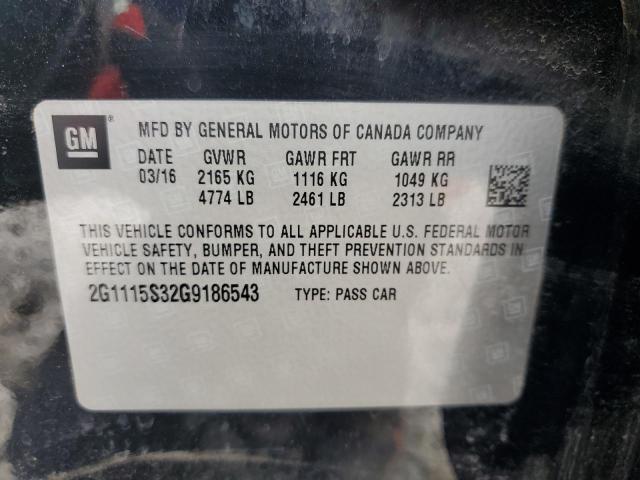 GM ®
MFD BY GENERAL MOTORS OF CANADA COMPANY
DATE GVWR GAWR FRT GAWR RR
03/16 2165 KG 1116 KG 1049 KG
4774 LB 2461 LB 2313 LB
THIS VEHICLE CONFORMS TO ALL APPLICABLE U.S. FEDERAL MOTOR
VEHICLE SAFETY, BUMPER, AND THEFT PREVENTION STANDARDS IN
EFFECT ON THE DATE OF MANUFACTURE SHOWN ABOVE.
2G1115S32G9186543 TYPE: PASS CAR